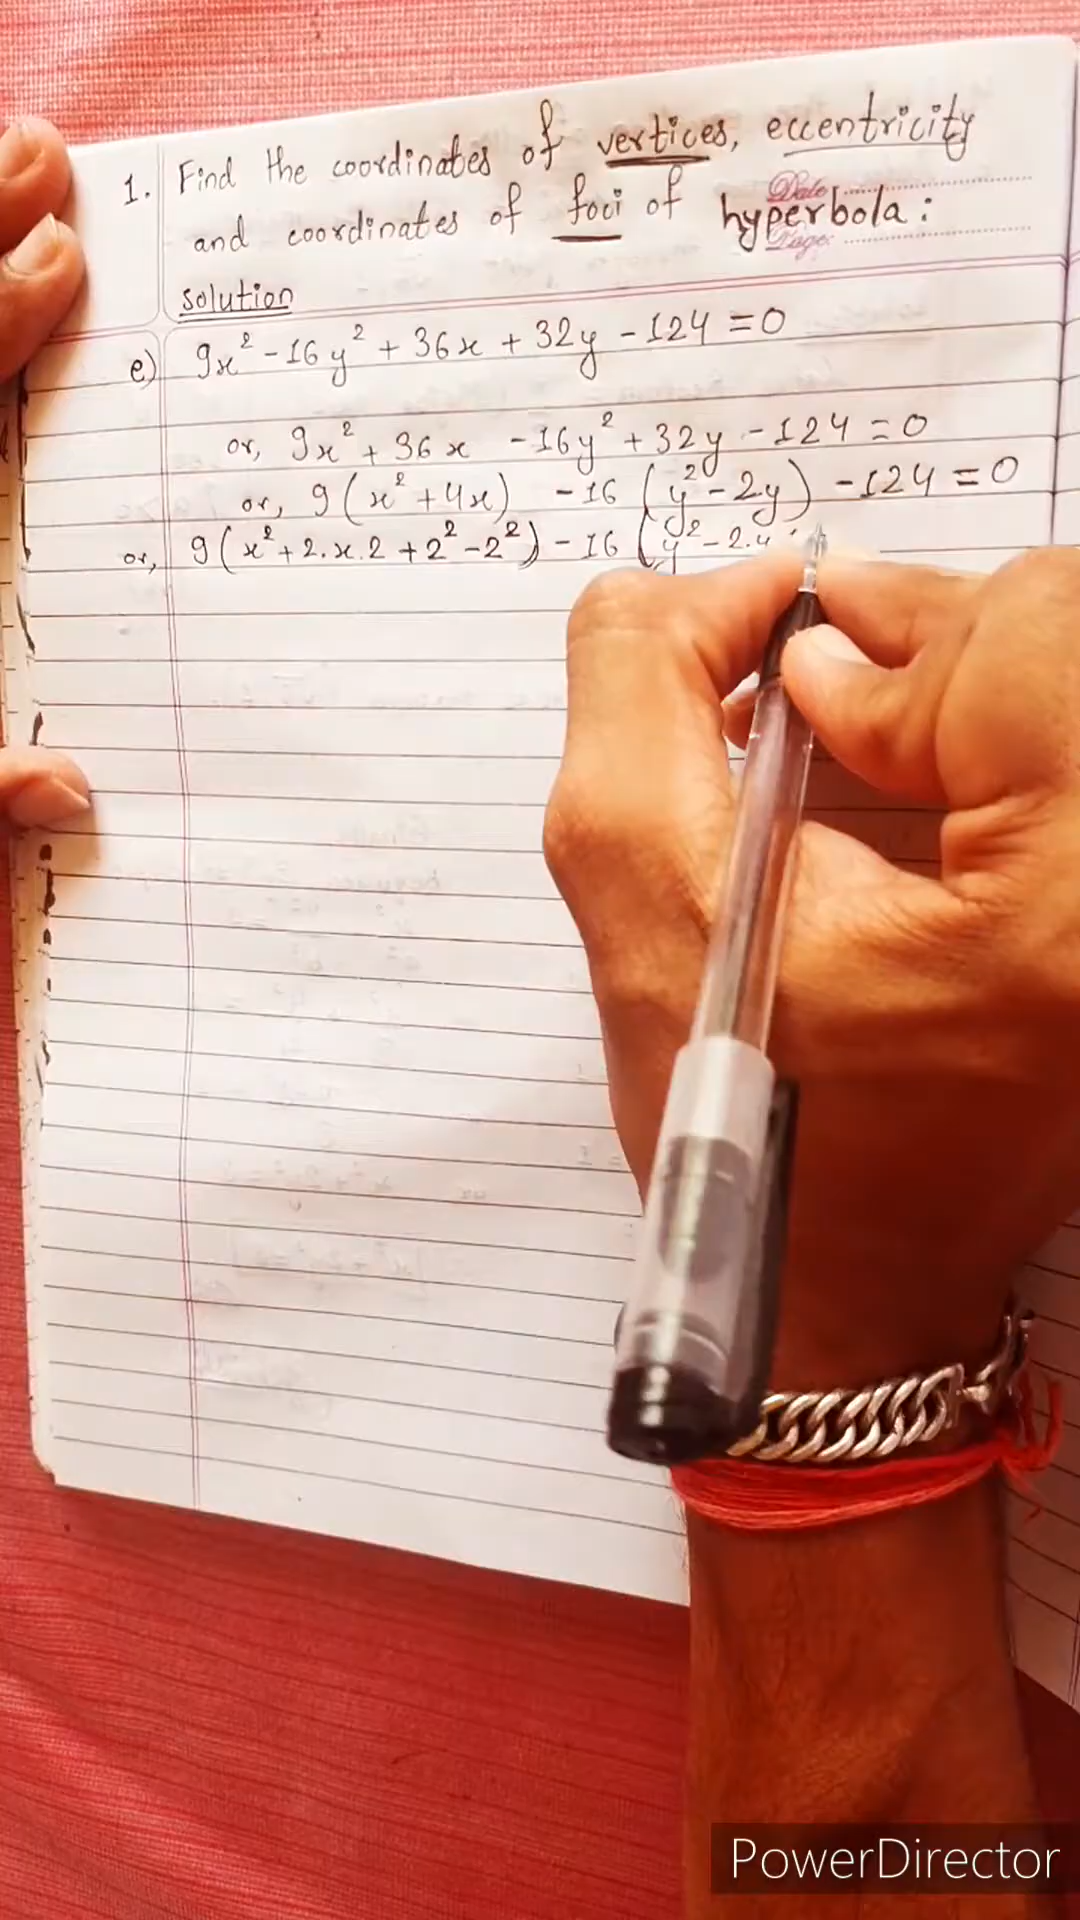 1. Find the coordinates of vertices, eccentricity
and coordinates of foci of hyperbola:
Date
Page:
solution
e) 9x² - 16y² + 36x + 32y - 124 = 0
or, 9x² + 36x - 16y² + 32y - 124 = 0
or, 9(x² + 4x) - 16(y² - 2y) - 124 = 0
or, 9(x² + 2.x.2 + 2² - 2²) - 16(y² - 2.y
PowerDirector